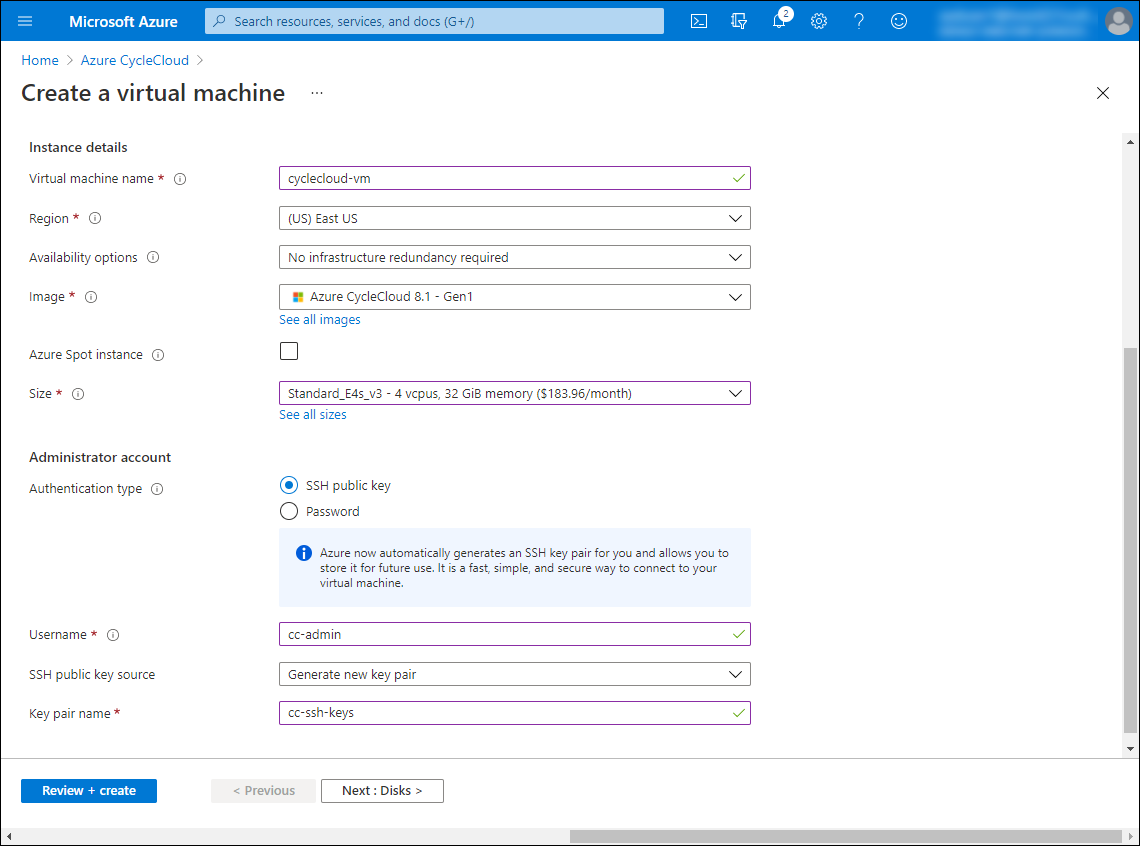 Microsoft Azure
Search resources, services, and docs (G+/)
2
Home > Azure CycleCloud >
Create a virtual machine ...
Instance details
Virtual machine name *
cyclecloud-vm
Region *
(US) East US
Availability options
No infrastructure redundancy required
Image *
Azure CycleCloud 8.1 - Gen1
See all images
Azure Spot instance
Size *
Standard_E4s_v3 - 4 vcpus, 32 GiB memory ($183.96/month)
See all sizes
Administrator account
Authentication type
SSH public key
Password
Azure now automatically generates an SSH key pair for you and allows you to
store it for future use. It is a fast, simple, and secure way to connect to your
virtual machine.
Username *
cc-admin
SSH public key source
Generate new key pair
Key pair name *
cc-ssh-keys
Review + create
< Previous
Next : Disks >